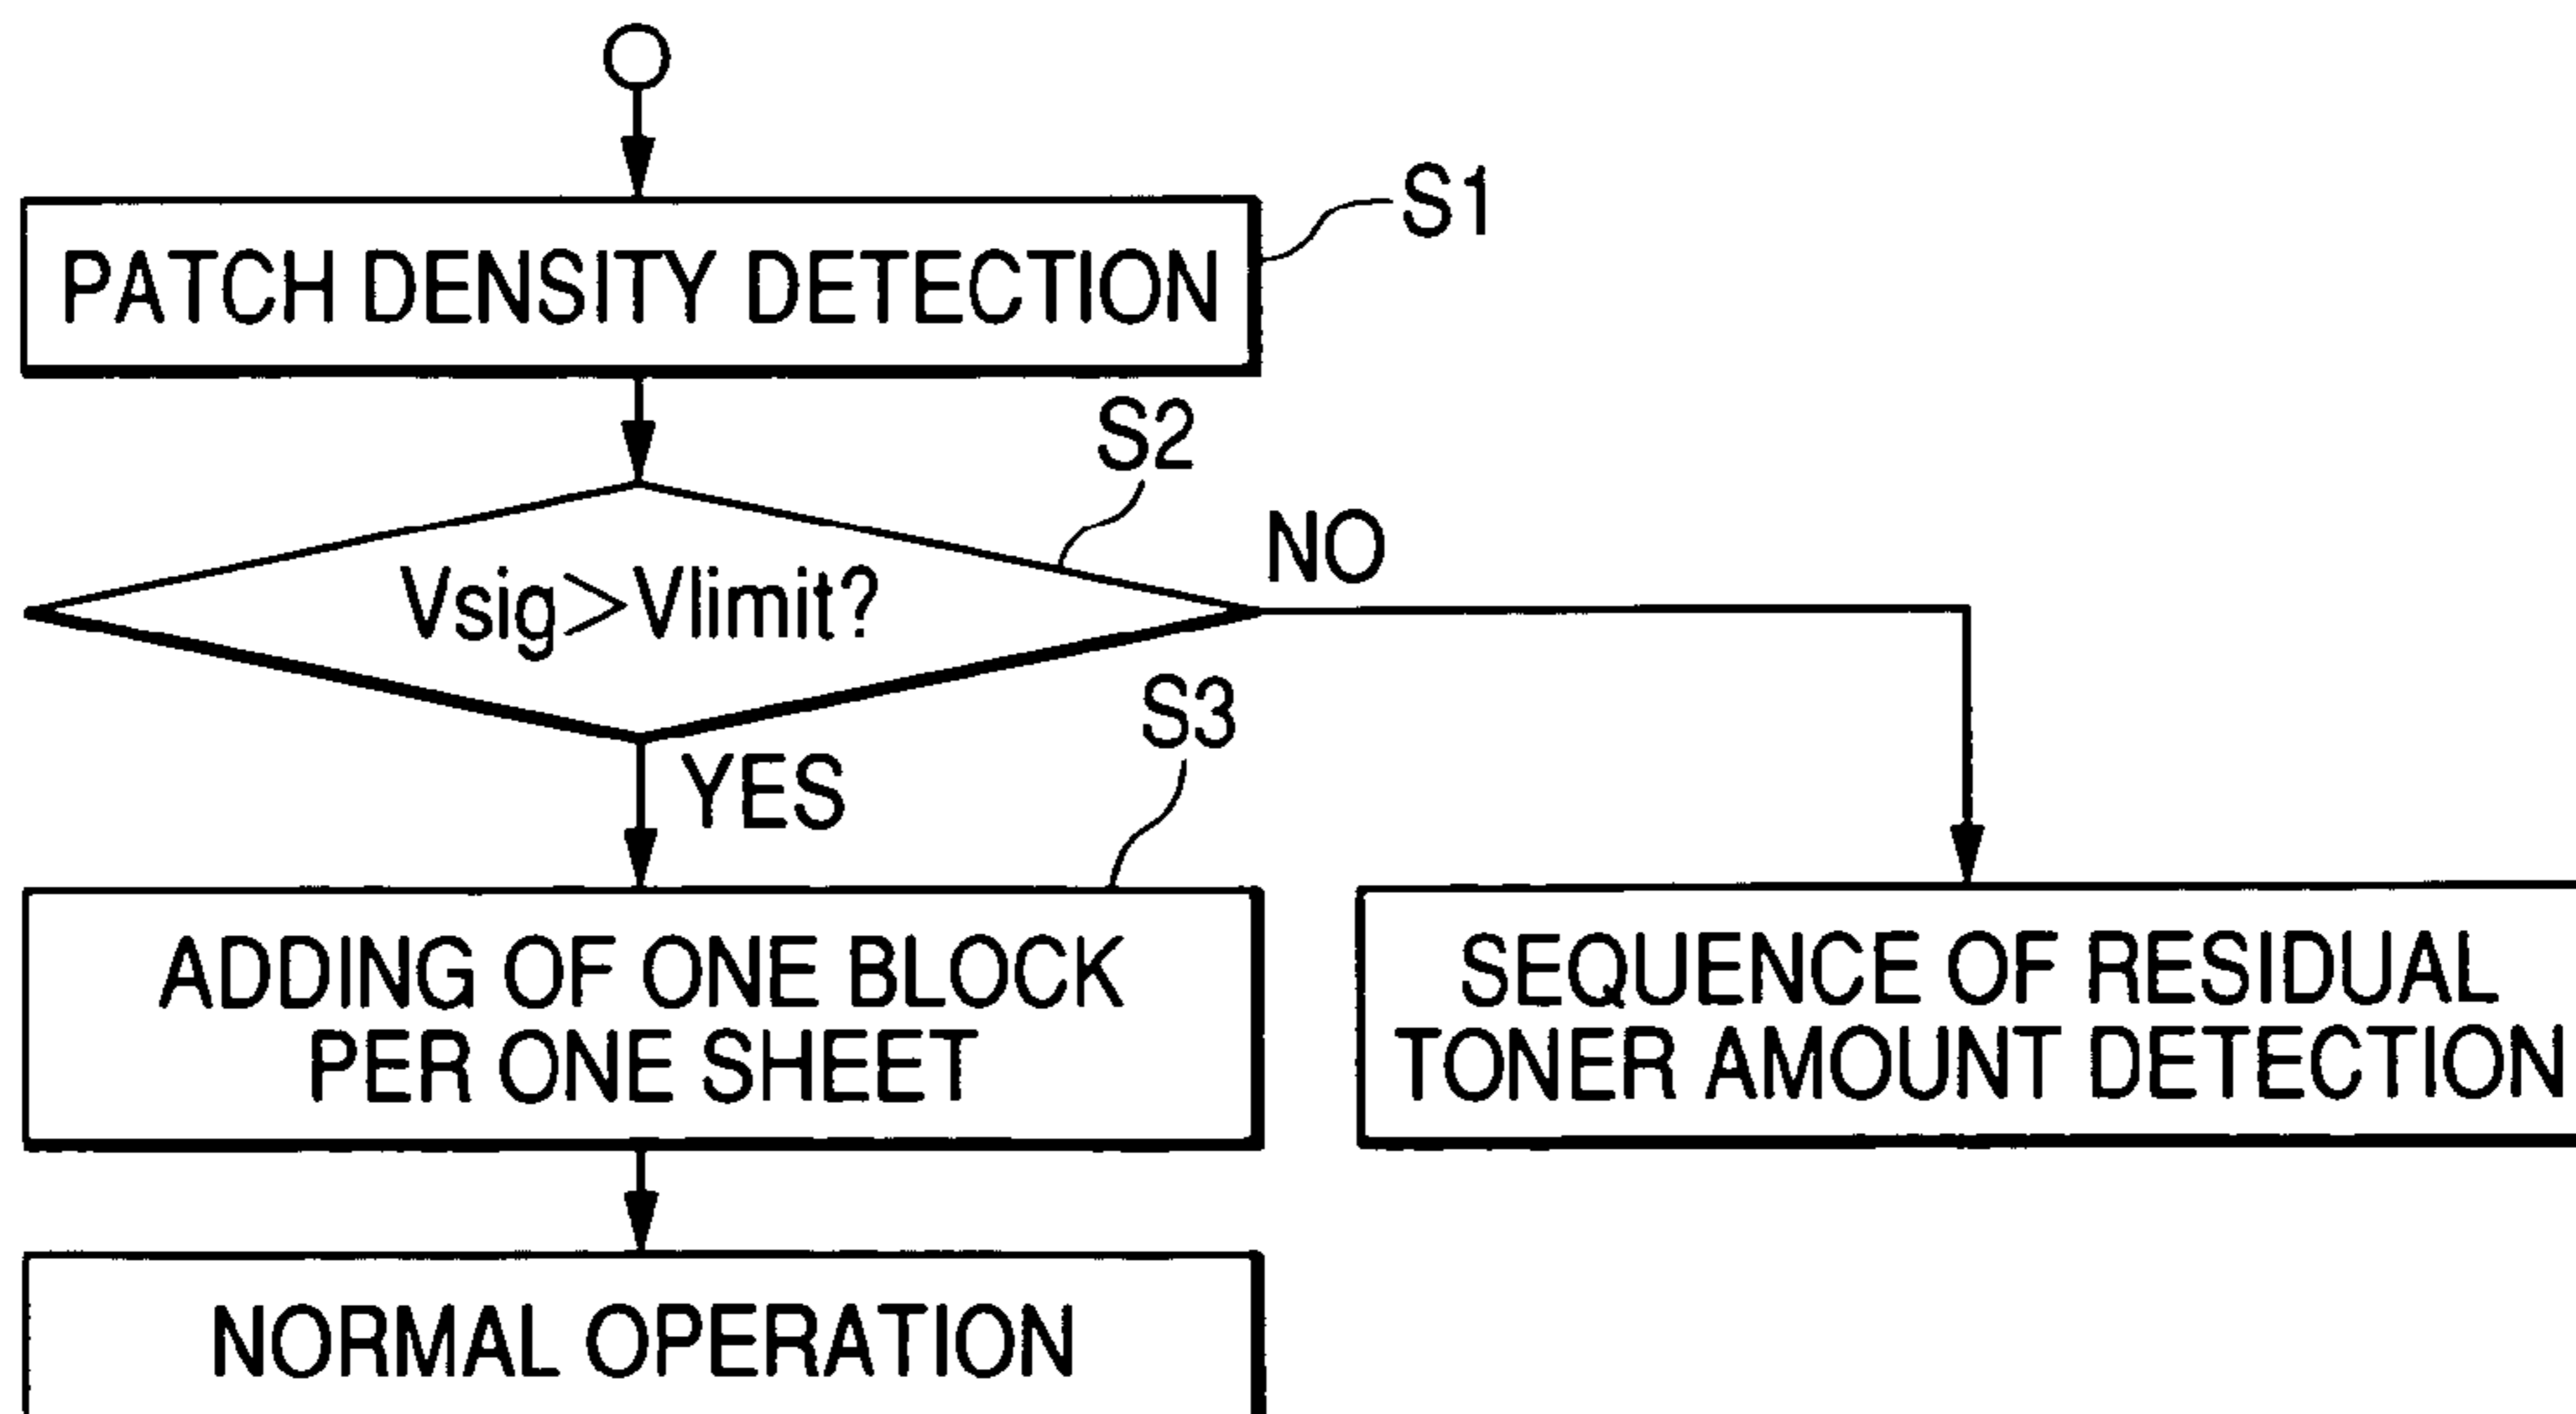 S1
PATCH DENSITY DETECTION
S2
Vsig>Vlimit?
NO
YES
S3
ADDING OF ONE BLOCK
PER ONE SHEET
SEQUENCE OF RESIDUAL
TONER AMOUNT DETECTION
NORMAL OPERATION